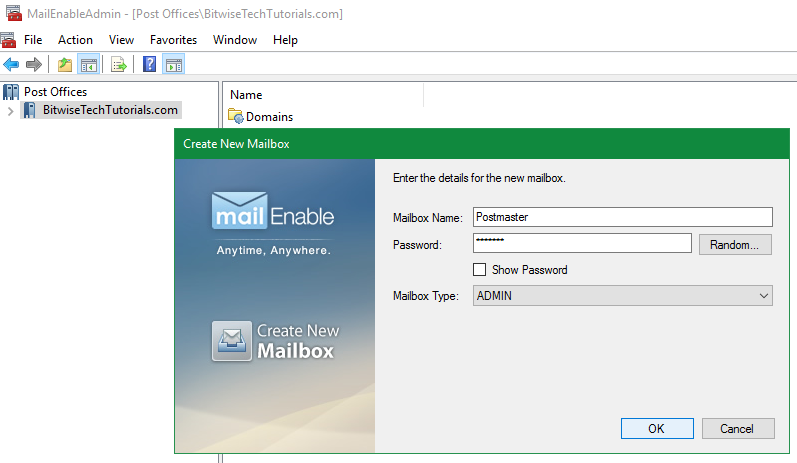 MailEnableAdmin - [Post Offices\BitwiseTechTutorials.com]
File Action View Favorites Window Help
Post Offices
BitwiseTechTutorials.com
Name
Domains
Create New Mailbox
mail Enable
Anytime, Anywhere.
Create New
Mailbox
Enter the details for the new mailbox.
Mailbox Name: Postmaster
Password: ******* Random...
Show Password
Mailbox Type: ADMIN
OK Cancel